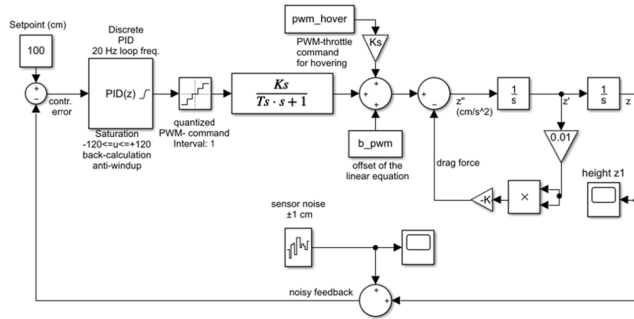 Setpoint (cm)
100
+
−
contr.
error
Discrete
PID
20 Hz loop freq.
PID(z)
Saturation
-120<=u<=+120
back-calculation
anti-windup
quantized
PWM- command
Interval: 1
Ks
Ts · s + 1
pwm_hover
PWM-throttle
command
for hovering
Ks
+
+
+
b_pwm
offset of the
linear equation
+
−
z''
(cm/s^2)
1
s
z'
1
s
z
0.01
drag force
-K
×
height z1
sensor noise
±1 cm
noisy feedback
+
+